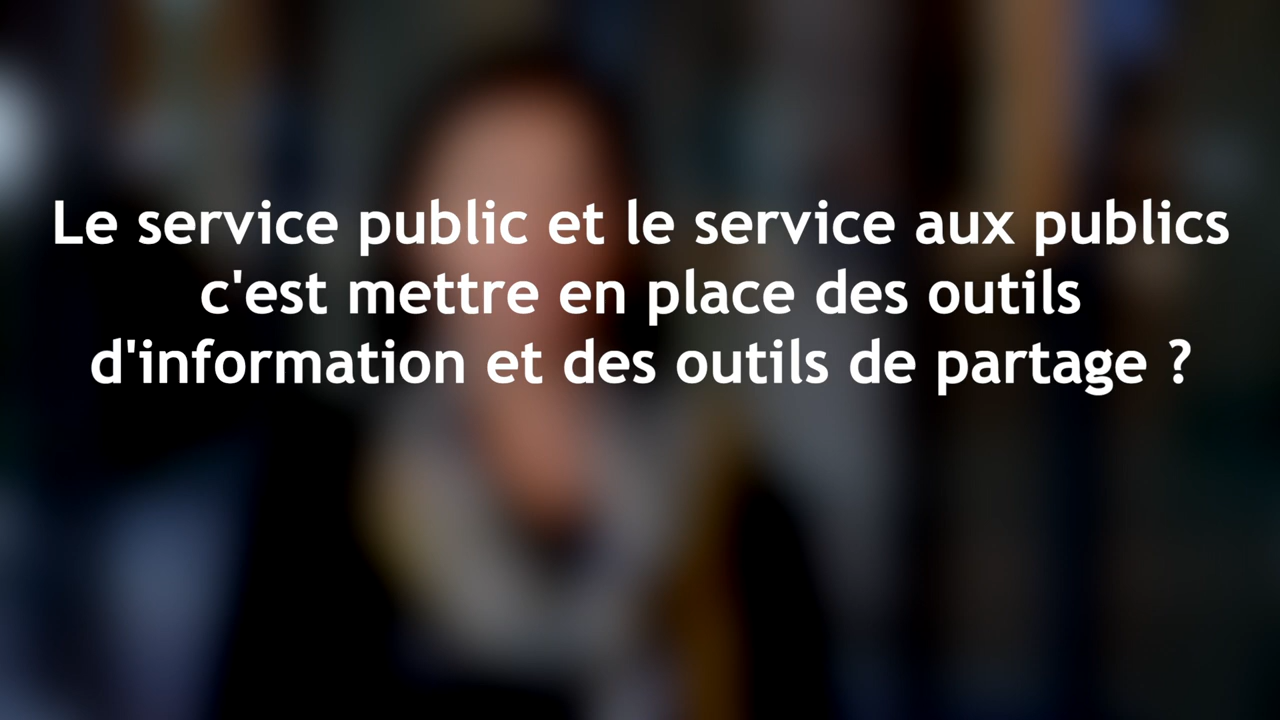 Le service public et le service aux publics
c'est mettre en place des outils
d'information et des outils de partage ?